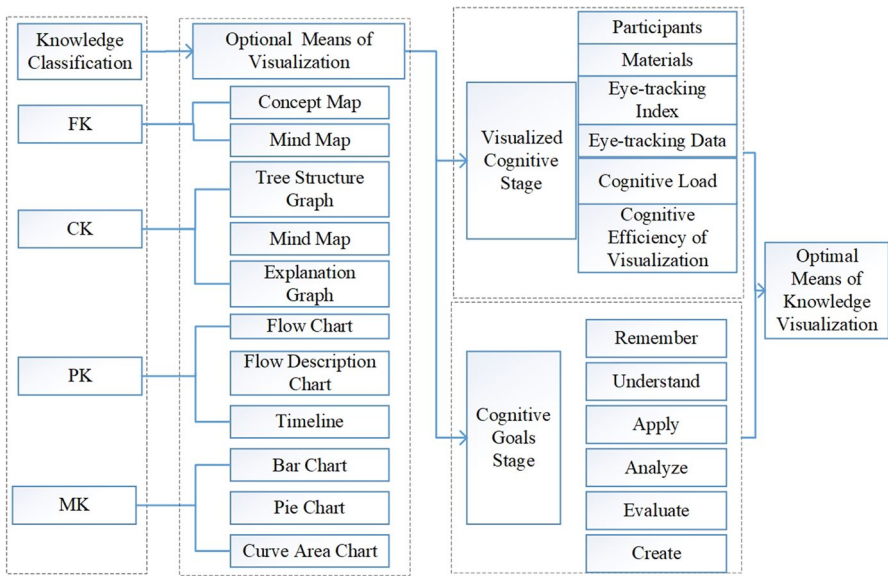 Knowledge
Classification
FK
CK
PK
MK
Optional Means of
Visualization
Concept Map
Mind Map
Tree Structure
Graph
Mind Map
Explanation
Graph
Flow Chart
Flow Description
Chart
Timeline
Bar Chart
Pie Chart
Curve Area Chart
Visualized
Cognitive
Stage
Participants
Materials
Eye-tracking
Index
Eye-tracking Data
Cognitive Load
Cognitive
Efficiency of
Visualization
Cognitive
Goals
Stage
Remember
Understand
Apply
Analyze
Evaluate
Create
Optimal
Means of
Knowledge
Visualization